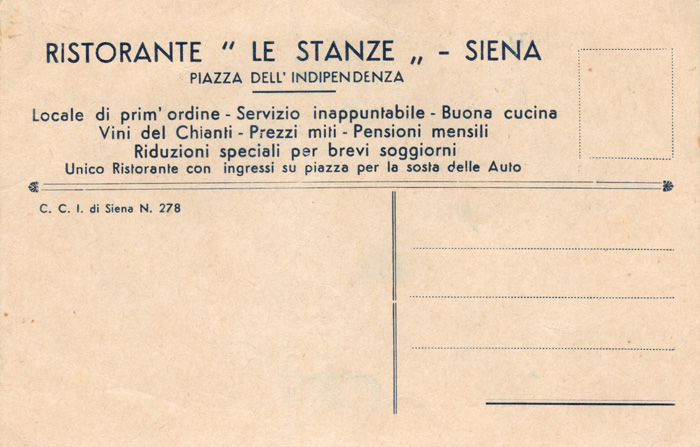 RISTORANTE “ LE STANZE „ - SIENA
PIAZZA DELL' INDIPENDENZA
Locale di prim' ordine - Servizio inappuntabile - Buona cucina
Vini del Chianti - Prezzi miti - Pensioni mensili
Riduzioni speciali per brevi soggiorni
Unico Ristorante con ingressi su piazza per la sosta delle Auto
C. C. I. di Siena N. 278